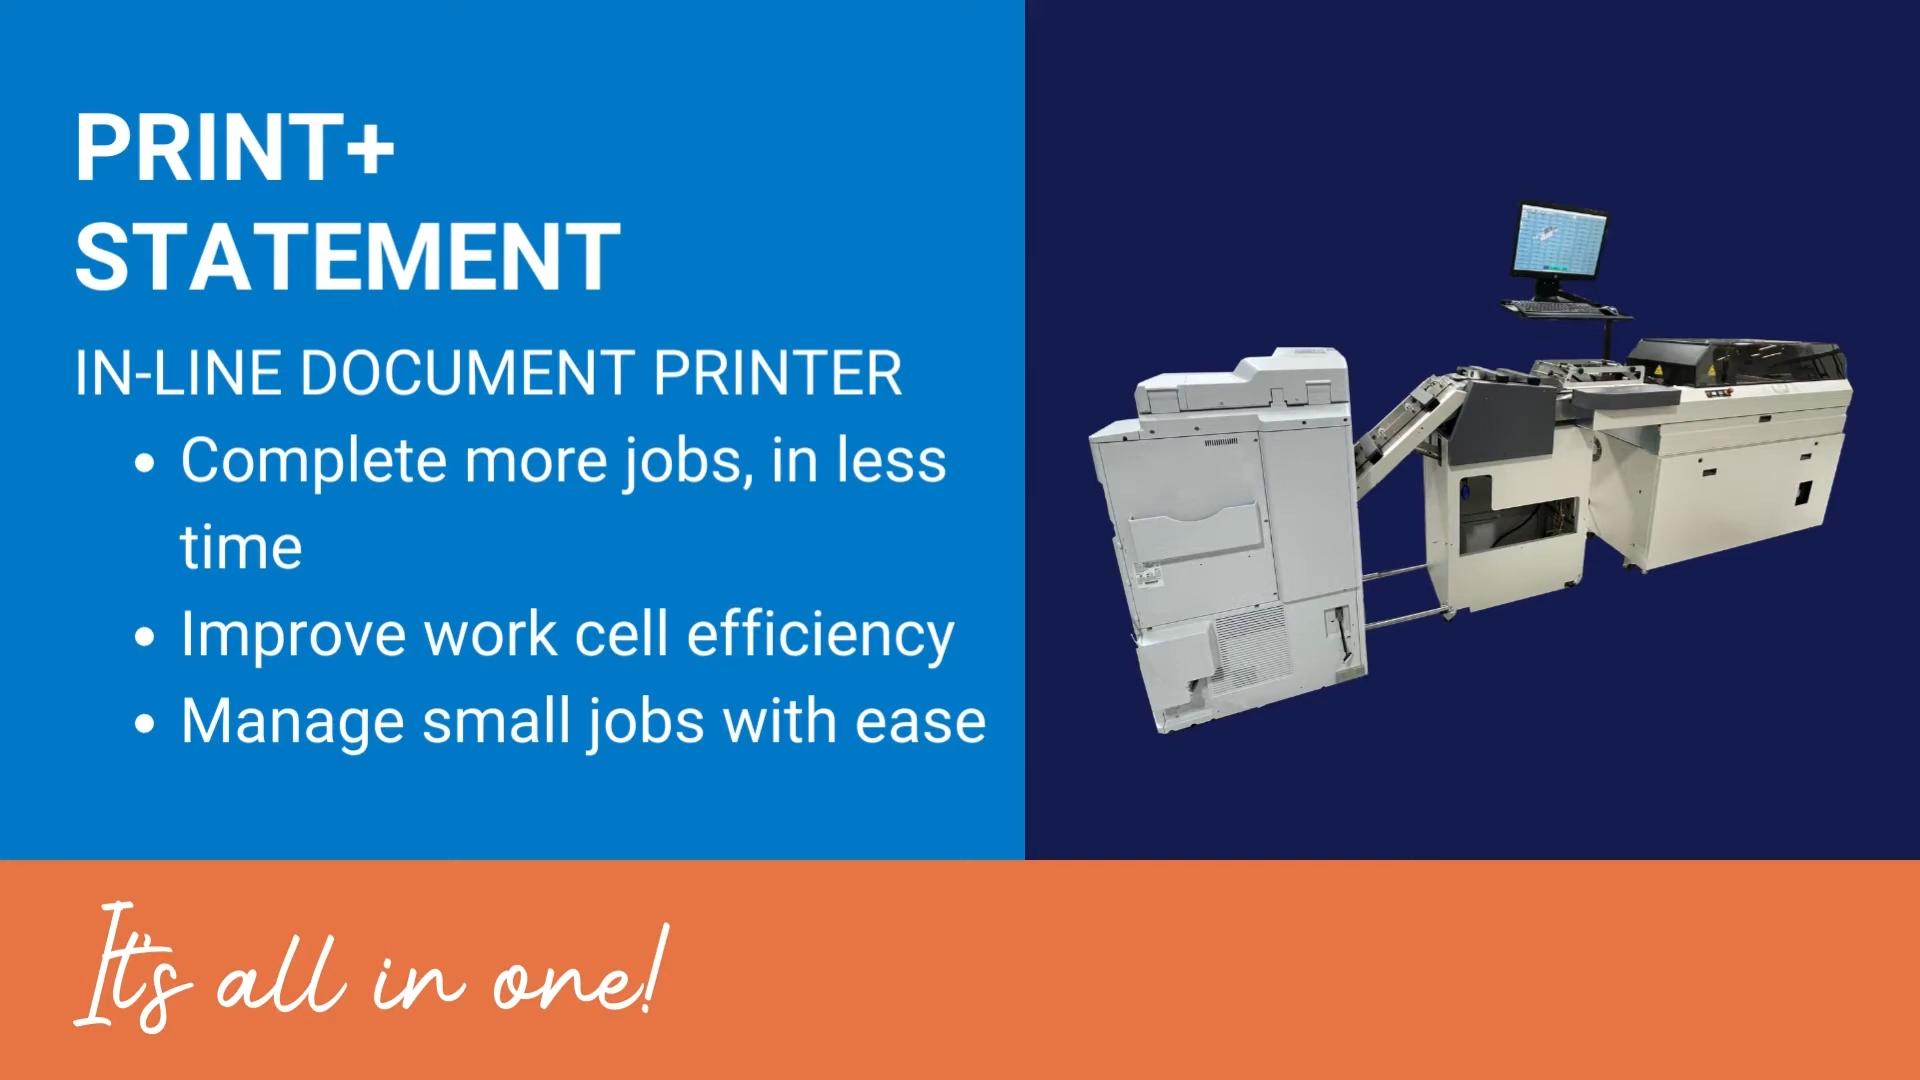 PRINT+
STATEMENT
IN-LINE DOCUMENT PRINTER
• Complete more jobs, in less
time
• Improve work cell efficiency
• Manage small jobs with ease
It's all in one!